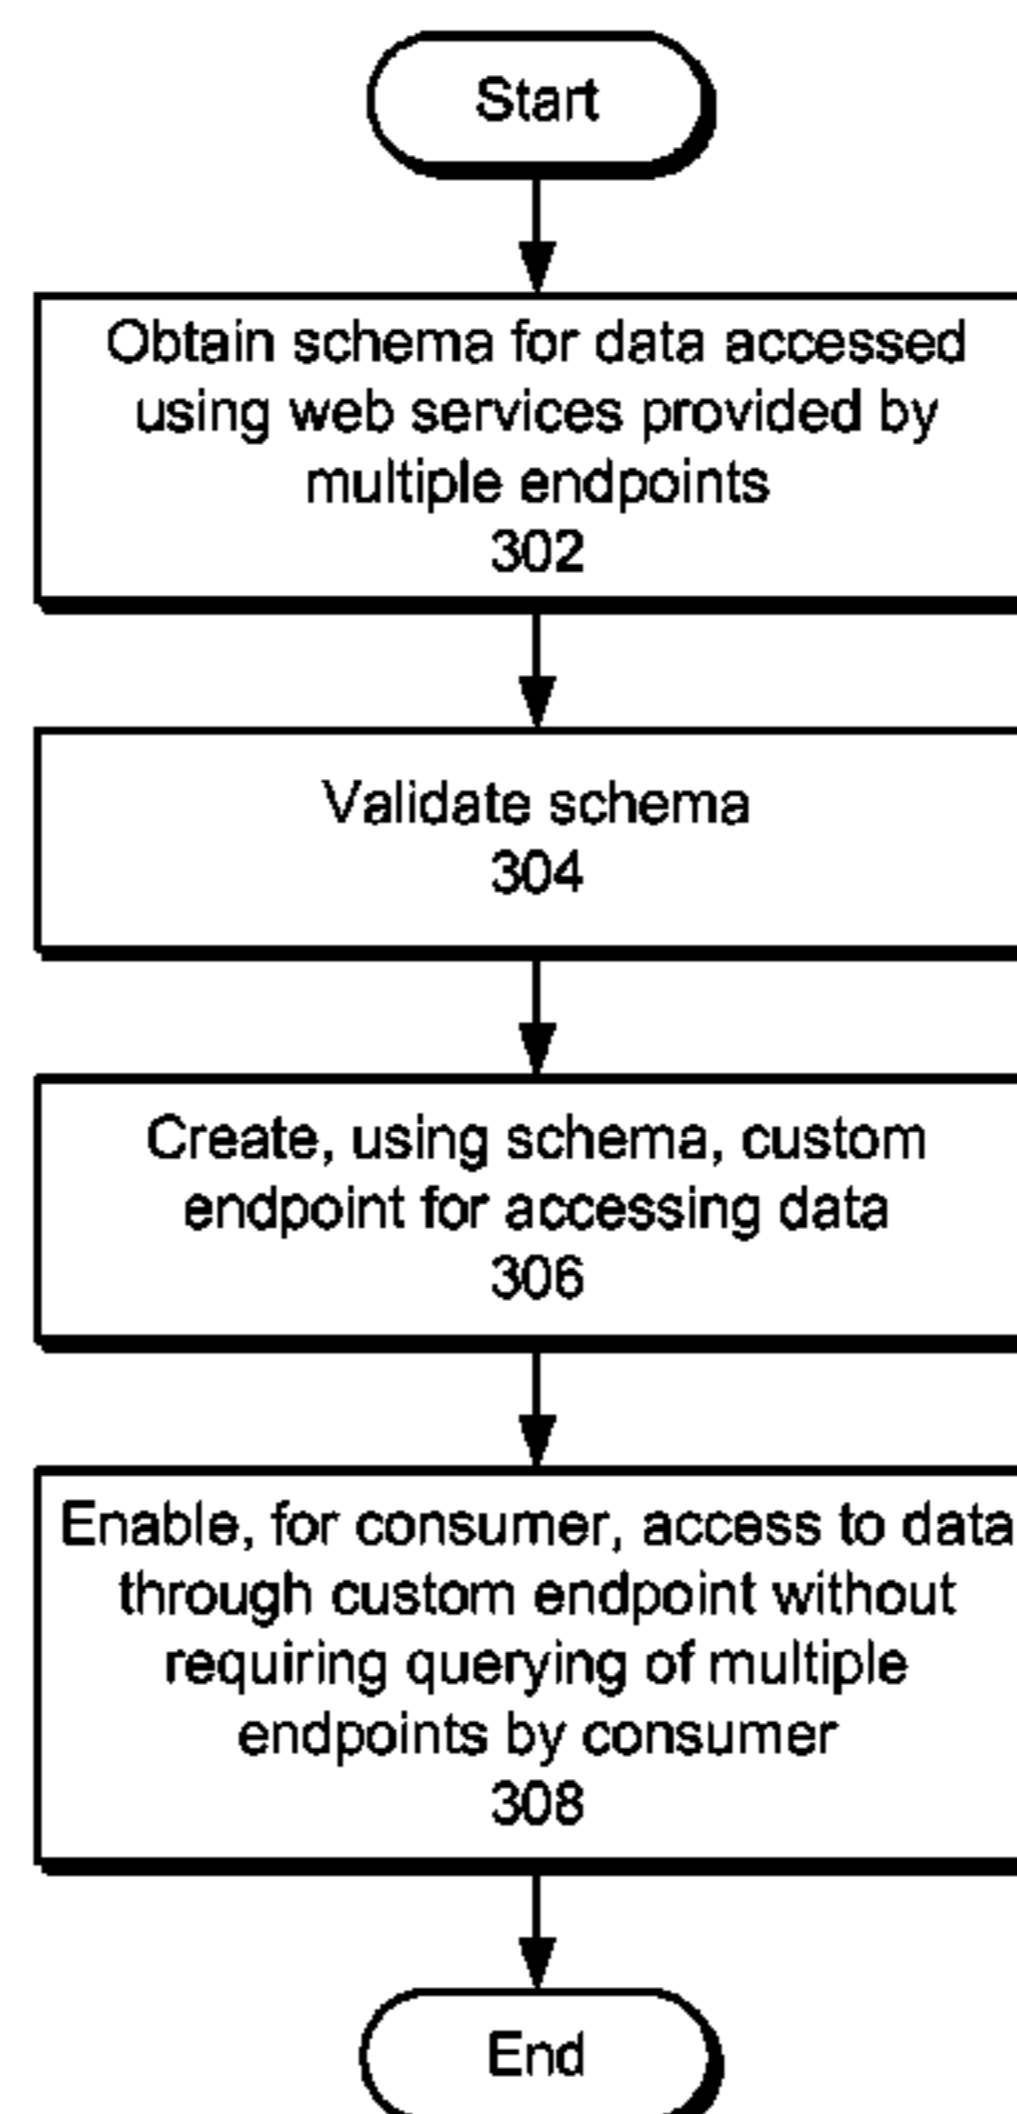 Start
Obtain schema for data accessed
using web services provided by
multiple endpoints
302
Validate schema
304
Create, using schema, custom
endpoint for accessing data
306
Enable, for consumer, access to data
through custom endpoint without
requiring querying of multiple
endpoints by consumer
308
End